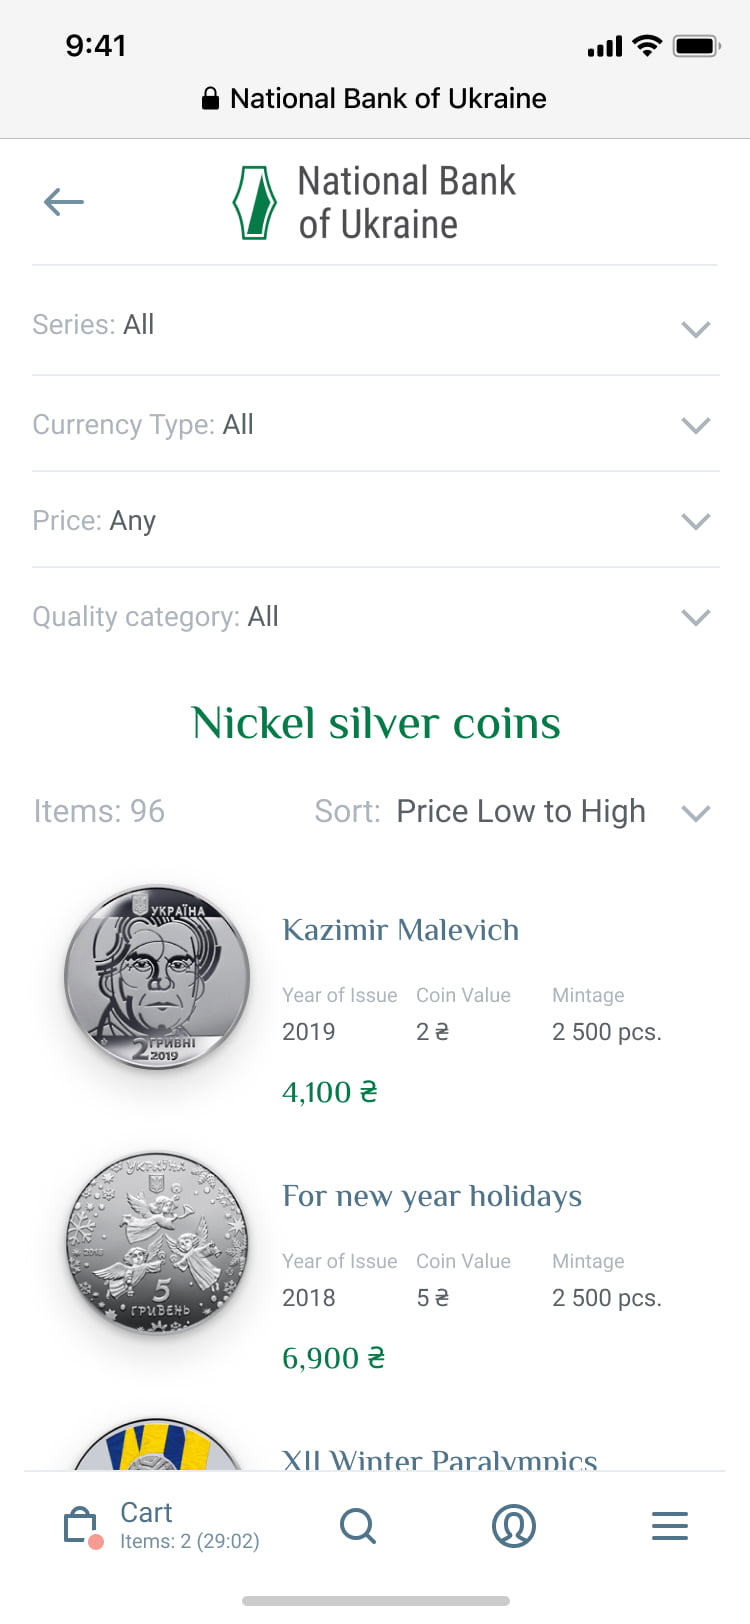 9:41
National Bank of Ukraine
National Bank
of Ukraine
Series: All
Currency Type: All
Price: Any
Quality category: All
Nickel silver coins
Items: 96
Sort: Price Low to High
УКРАЇНА
2 ГРИВНІ
2019
Kazimir Malevich
Year of Issue Coin Value Mintage
2019 2 ₴ 2 500 pcs.
4,100 ₴
УКРАЇНА
2018
5
ГРИВЕНЬ
For new year holidays
Year of Issue Coin Value Mintage
2018 5 ₴ 2 500 pcs.
6,900 ₴
XII Winter Paralympics
Cart
Items: 2 (29:02)